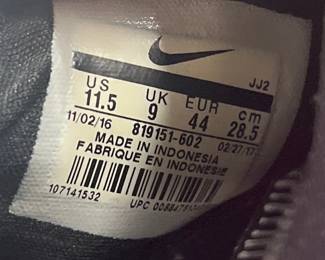 JJ2
US UK EUR cm
11.5 9 44 28.5
11/02/16 819151-602 02/27/17
MADE IN INDONESIA
FABRIQUE EN INDONESIE
107141532
UPC